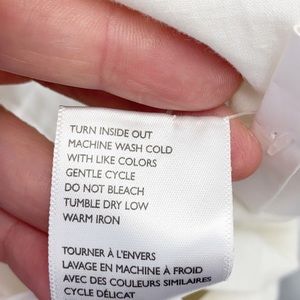 TURN INSIDE OUT
MACHINE WASH COLD
WITH LIKE COLORS
GENTLE CYCLE
DO NOT BLEACH
TUMBLE DRY LOW
WARM IRON
TOURNER À L'ENVERS
LAVAGE EN MACHINE À FROID
AVEC DES COULEURS SIMILAIRES
CYCLE DÉLICAT